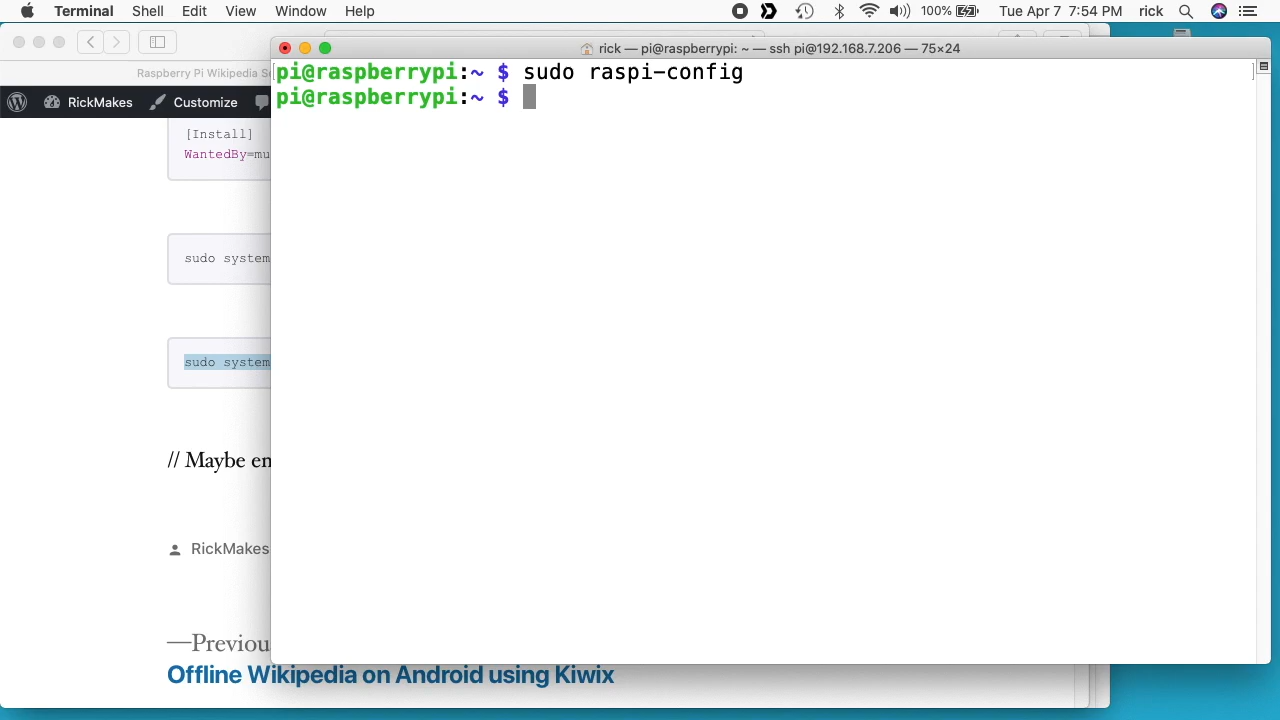 Terminal Shell Edit View Window Help 100% Tue Apr 7 7:54 PM rick
rick — pi@raspberrypi: ~ — ssh pi@192.168.7.206 — 75×24
pi@raspberrypi:~ $ sudo raspi-config
pi@raspberrypi:~ $
Raspberry Pi Wikipedia
RickMakes Customize
[Install]
WantedBy=mu
sudo system
sudo system
// Maybe en
RickMakes
—Previou
Offline Wikipedia on Android using Kiwix